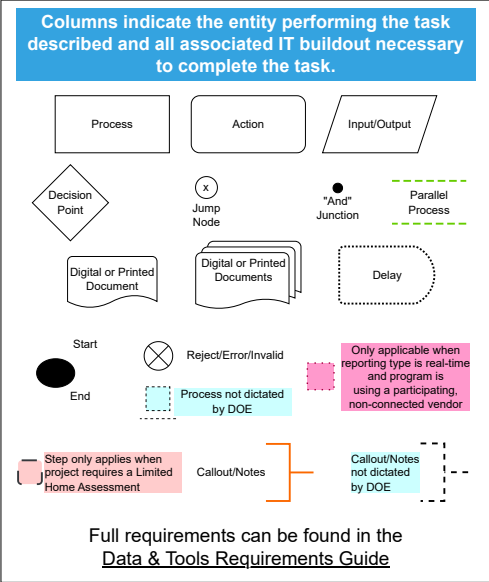 Columns indicate the entity performing the task
described and all associated IT buildout necessary
to complete the task.
Process
Action
Input/Output
Decision
Point
x
Jump
Node
"And"
Junction
Parallel
Process
Digital or Printed
Document
Digital or Printed
Documents
Delay
Start
End
Reject/Error/Invalid
Process not dictated
by DOE
Only applicable when
reporting type is real-time
and program is
using a participating,
non-connected vendor
Step only applies when
project requires a Limited
Home Assessment
Callout/Notes
Callout/Notes
not dictated
by DOE
Full requirements can be found in the
Data & Tools Requirements Guide